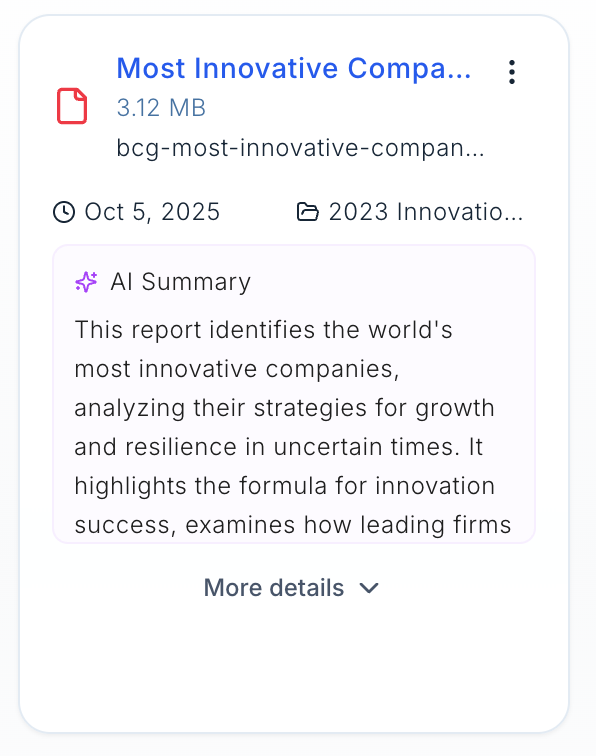 Most Innovative Compa...
3.12 MB
bcg-most-innovative-compan...
Oct 5, 2025
2023 Innovatio...
AI Summary
This report identifies the world's
most innovative companies,
analyzing their strategies for growth
and resilience in uncertain times. It
highlights the formula for innovation
success, examines how leading firms
More details